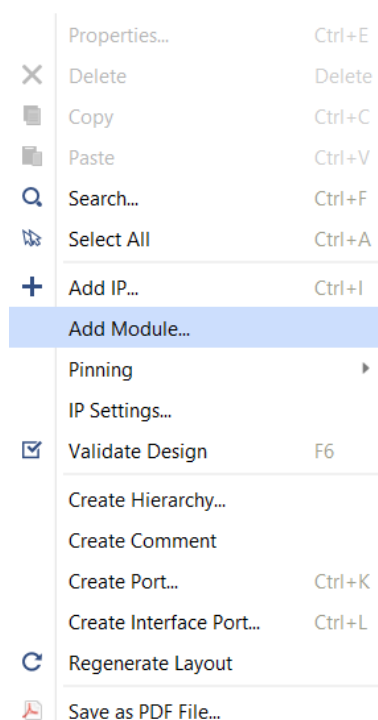 Properties... Ctrl+E
Delete Delete
Copy Ctrl+C
Paste Ctrl+V
Search... Ctrl+F
Select All Ctrl+A
Add IP... Ctrl+I
Add Module...
Pinning
IP Settings...
Validate Design F6
Create Hierarchy...
Create Comment
Create Port... Ctrl+K
Create Interface Port... Ctrl+L
Regenerate Layout
Save as PDF File...